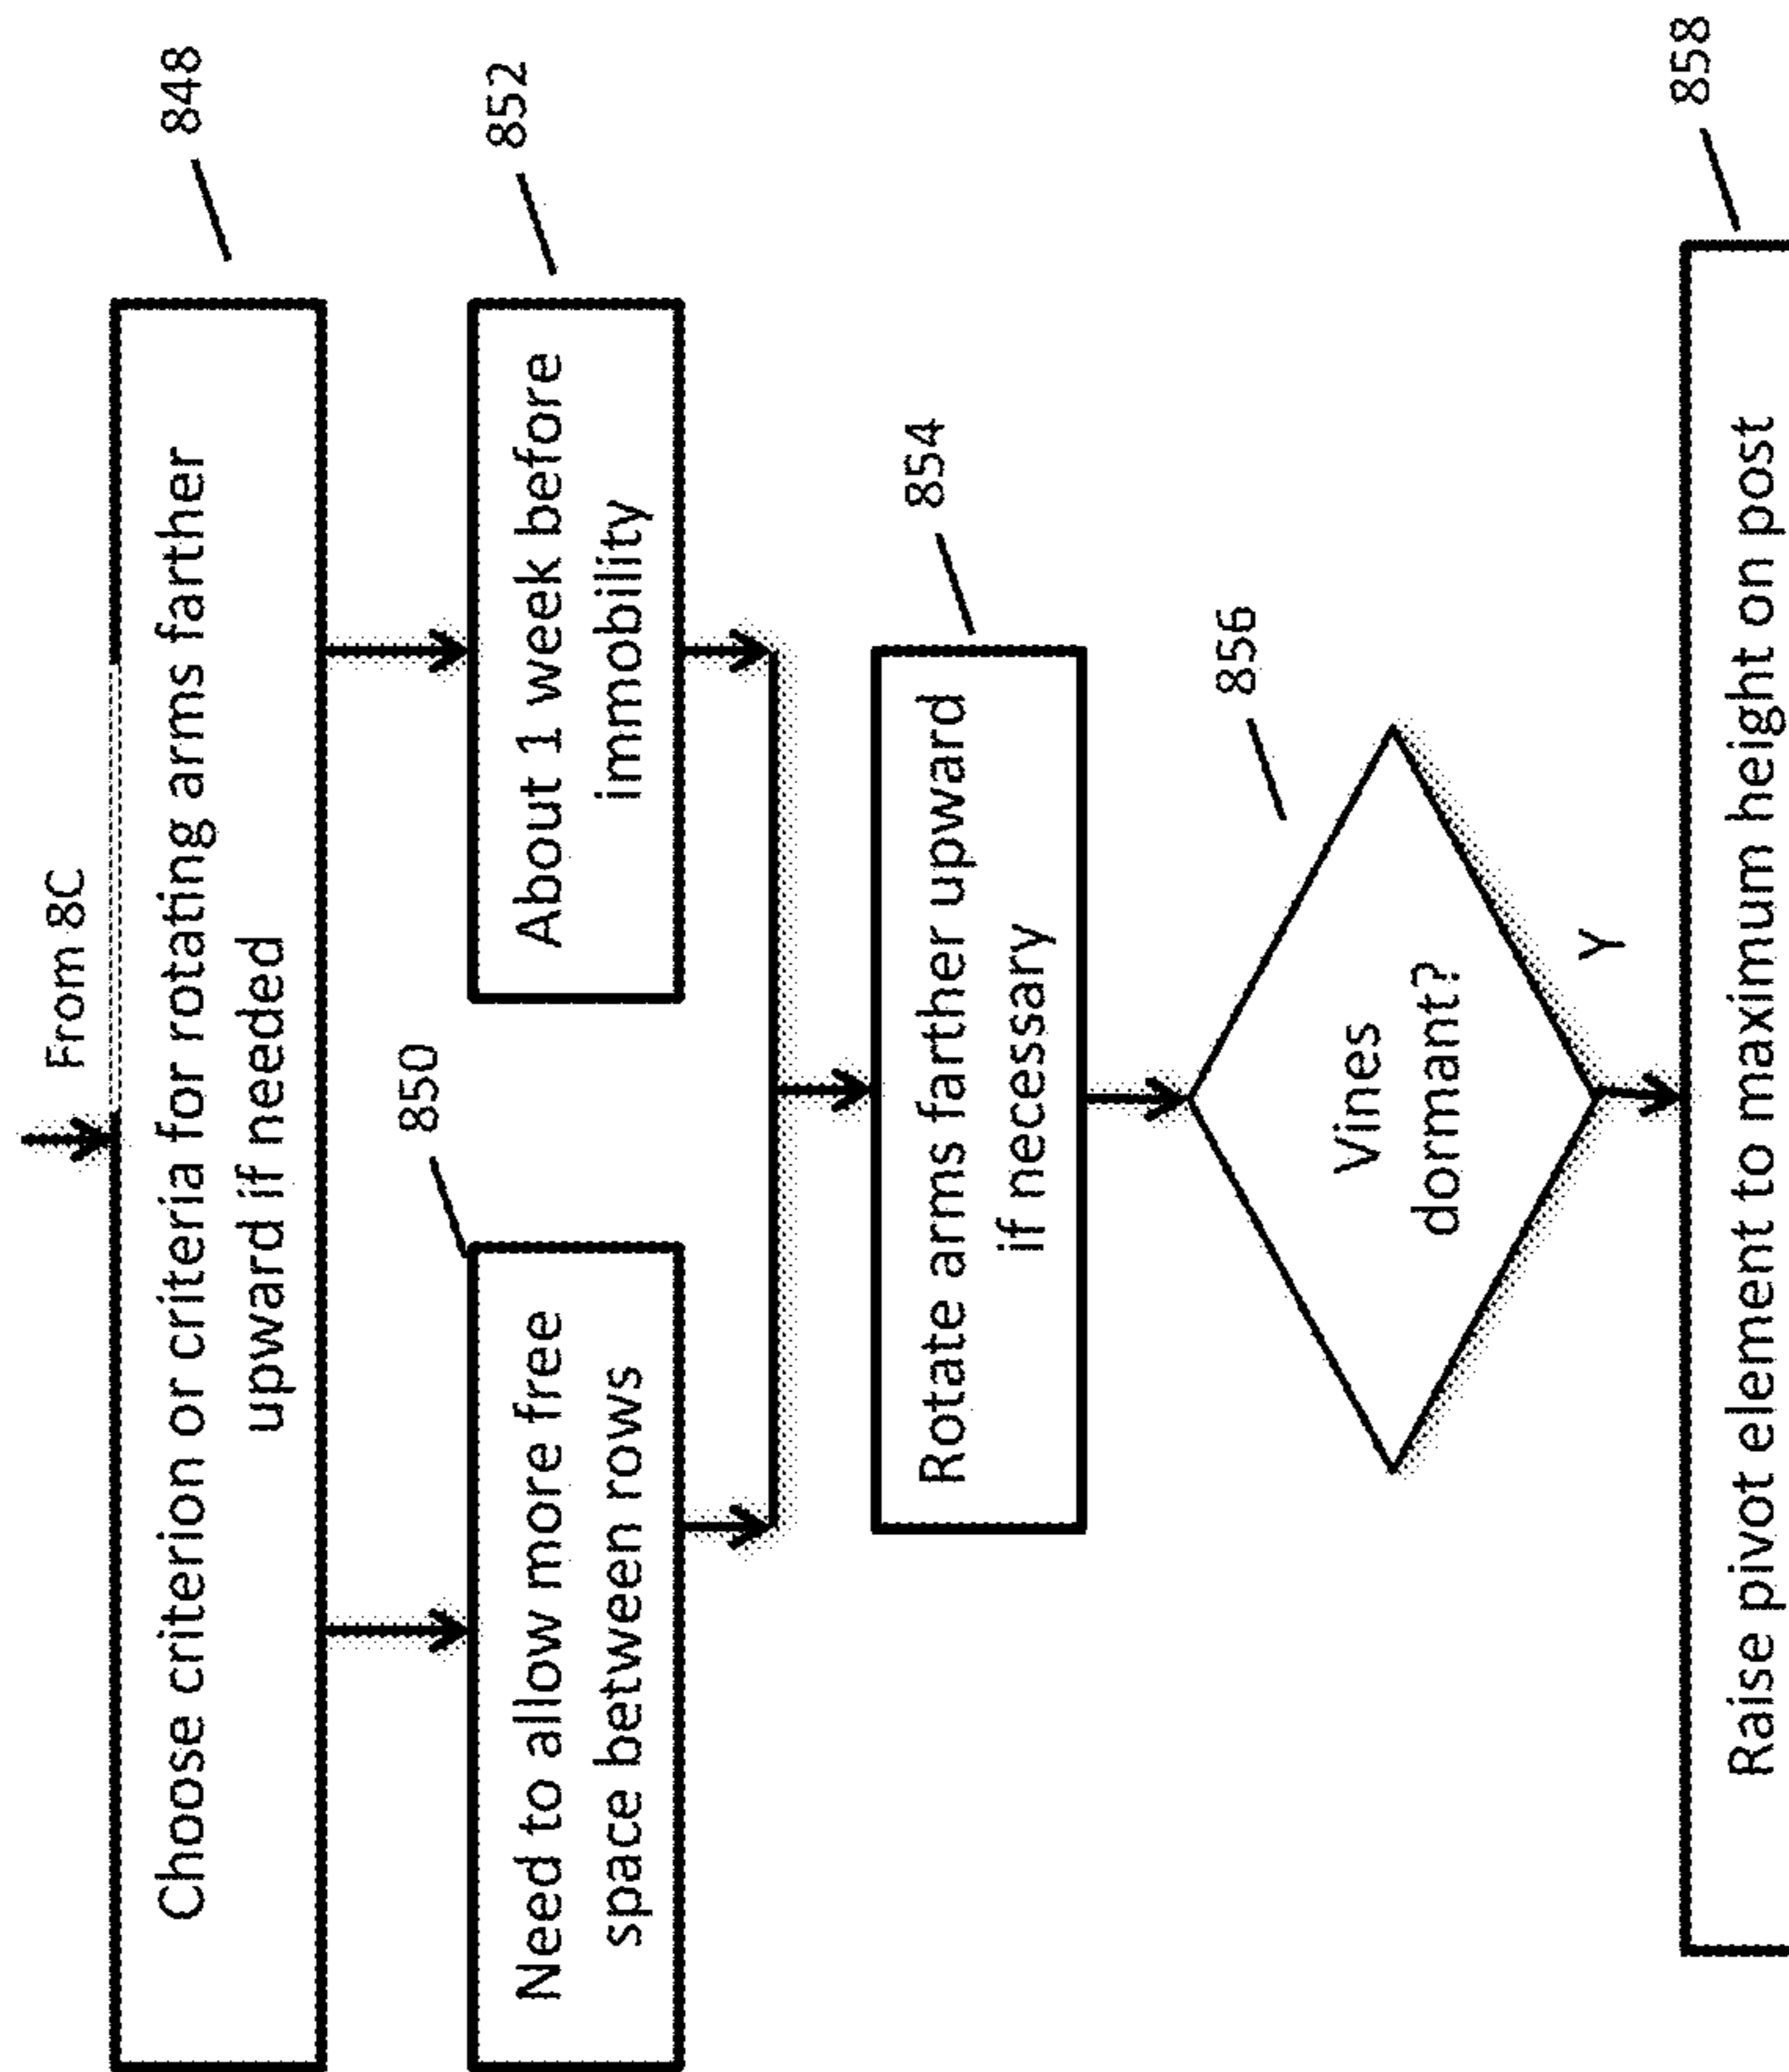 From 8C
848
Choose criterion or criteria for rotating arms farther
upward if needed
850
852
Need to allow more free
space between rows
About 1 week before
immobility
854
Rotate arms farther upward
if necessary
856
Vines
dormant?
Y
858
Raise pivot element to maximum height on post